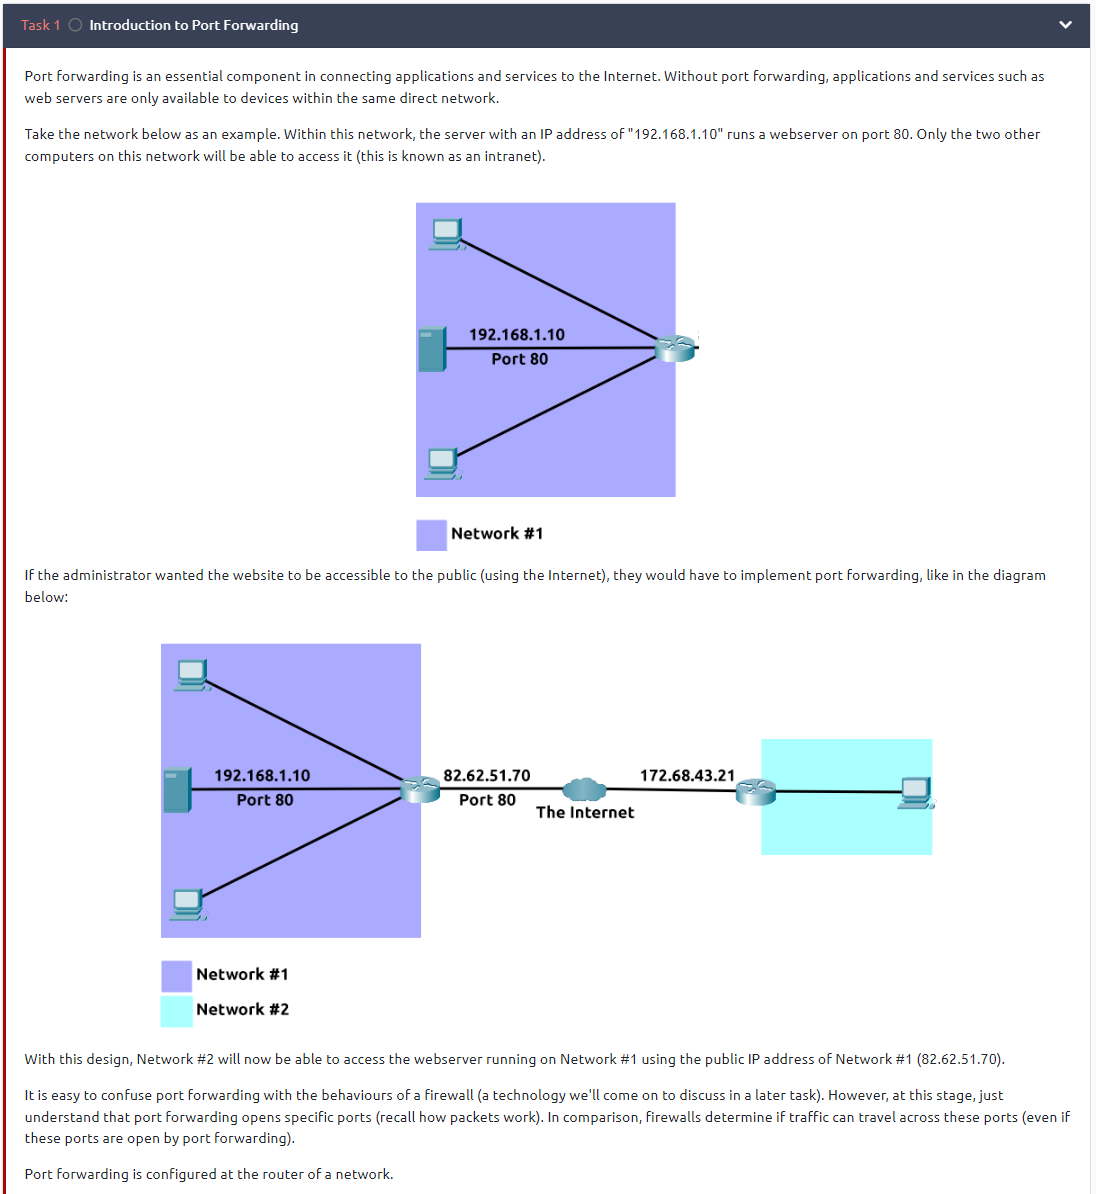 Task 1 Introduction to Port Forwarding
Port forwarding is an essential component in connecting applications and services to the Internet. Without port forwarding, applications and services such as
web servers are only available to devices within the same direct network.
Take the network below as an example. Within this network, the server with an IP address of "192.168.1.10" runs a webserver on port 80. Only the two other
computers on this network will be able to access it (this is known as an intranet).
192.168.1.10
Port 80
Network #1
If the administrator wanted the website to be accessible to the public (using the Internet), they would have to implement port forwarding, like in the diagram
below:
192.168.1.10
Port 80
82.62.51.70
Port 80
The Internet
172.68.43.21
Network #1
Network #2
With this design, Network #2 will now be able to access the webserver running on Network #1 using the public IP address of Network #1 (82.62.51.70).
It is easy to confuse port forwarding with the behaviours of a firewall (a technology we'll come on to discuss in a later task). However, at this stage, just
understand that port forwarding opens specific ports (recall how packets work). In comparison, firewalls determine if traffic can travel across these ports (even if
these ports are open by port forwarding).
Port forwarding is configured at the router of a network.